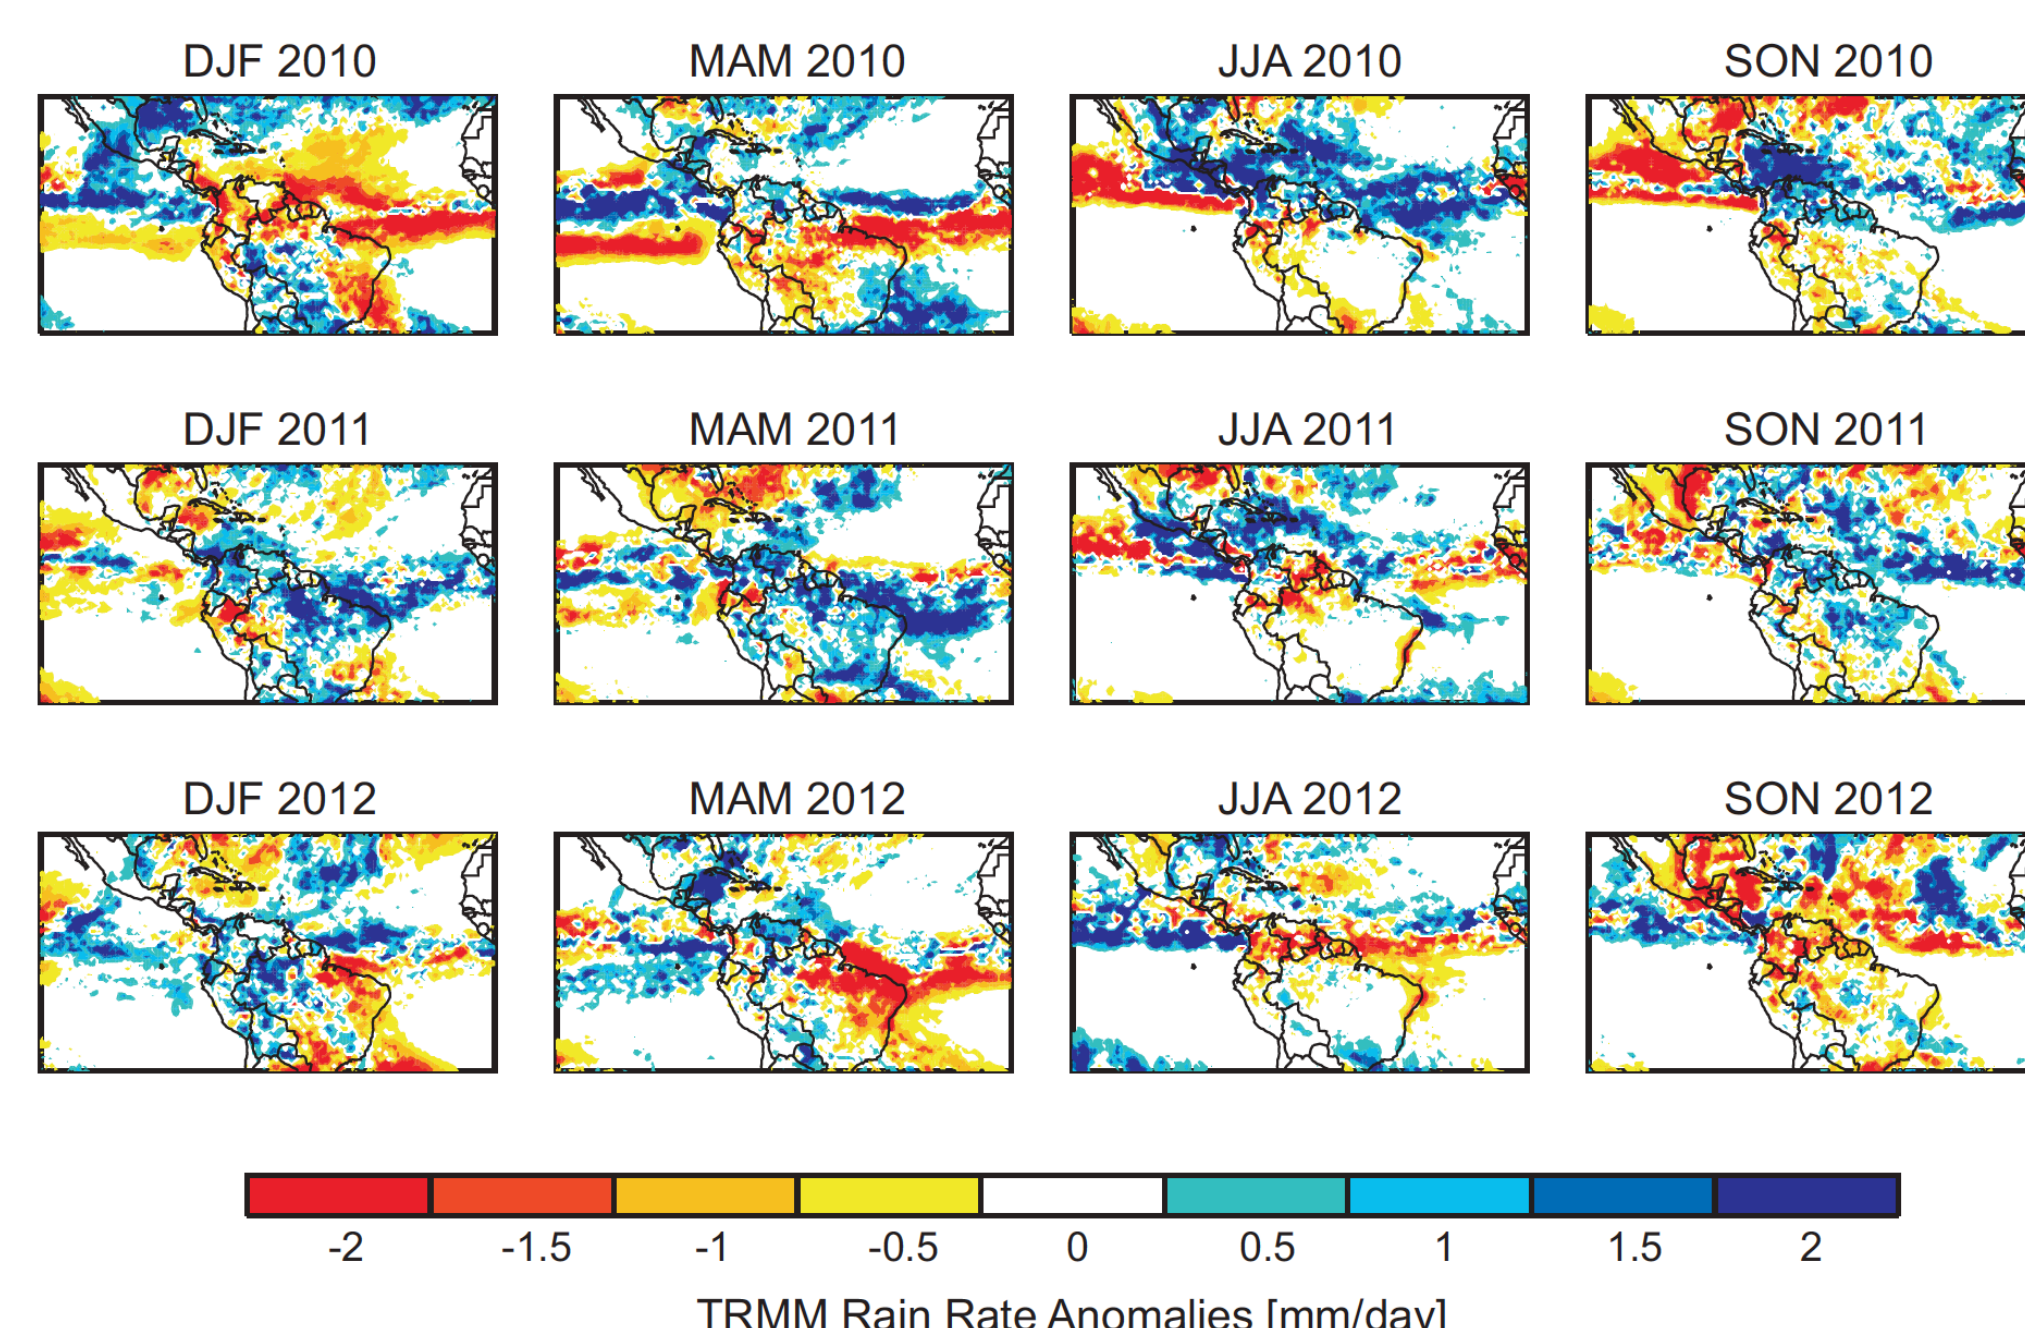 DJF 2010 MAM 2010 JJA 2010 SON 2010
DJF 2011 MAM 2011 JJA 2011 SON 2011
DJF 2012 MAM 2012 JJA 2012 SON 2012
-2 -1.5 -1 -0.5 0 0.5 1 1.5 2
TRMM Rain Rate Anomalies [mm/day]